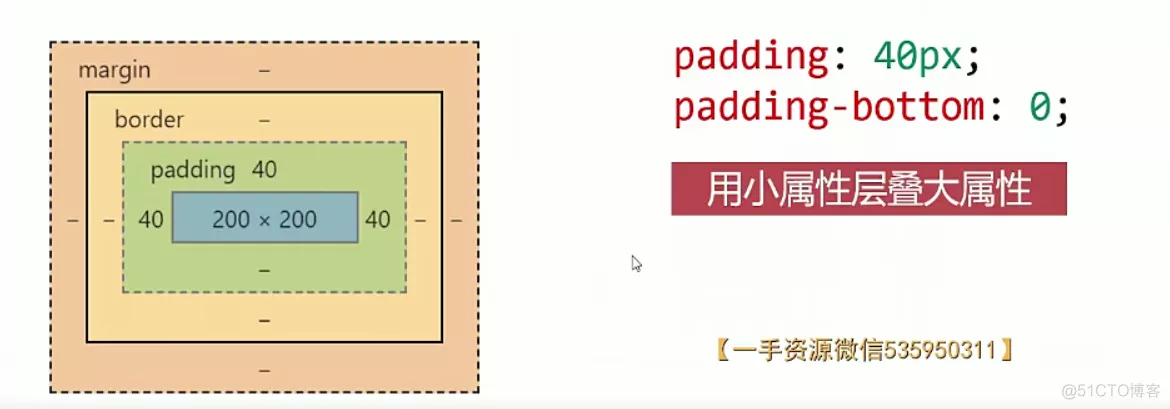 margin
–
border
–
padding 40
– – 40 200 × 200 40 – –
–
–
–
padding: 40px;
padding-bottom: 0;
用小属性层叠大属性
【一手资源微信535950311】
@51CTO博客